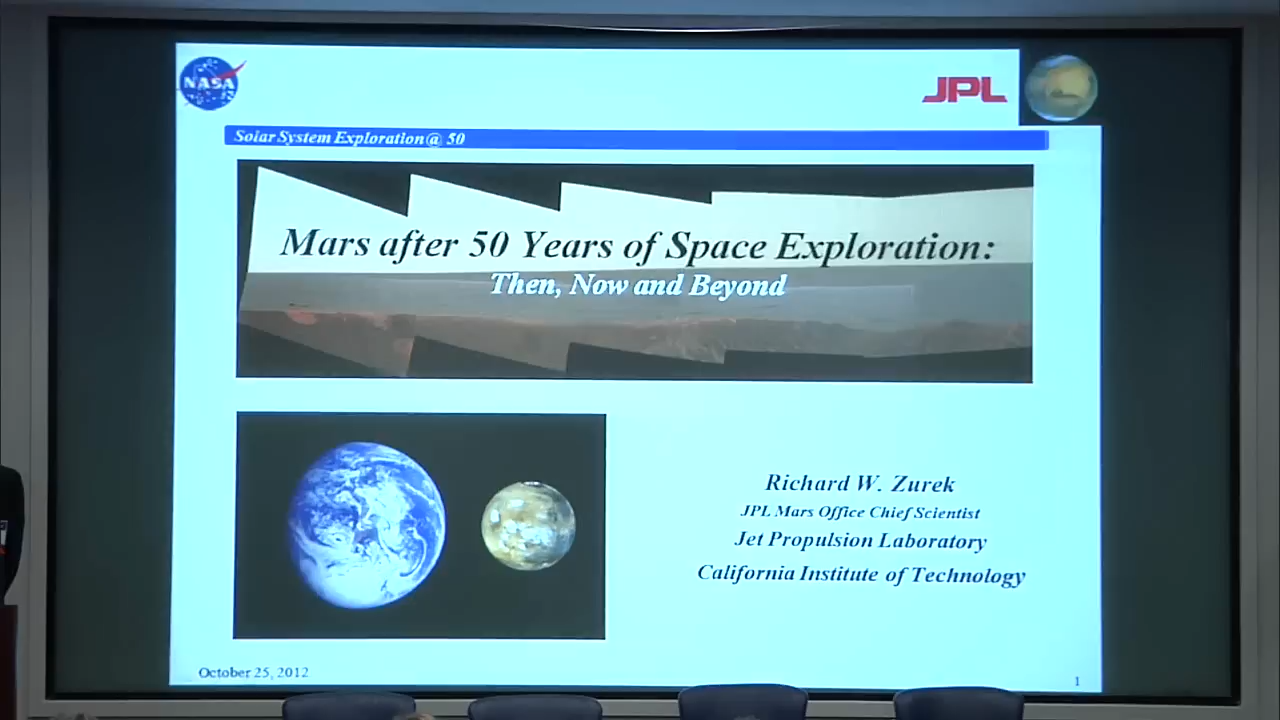 NASA
JPL
Solar System Exploration@ 50
Mars after 50 Years of Space Exploration:
Then, Now and Beyond
Richard W. Zurek
JPL Mars Office Chief Scientist
Jet Propulsion Laboratory
California Institute of Technology
October 25, 2012
1